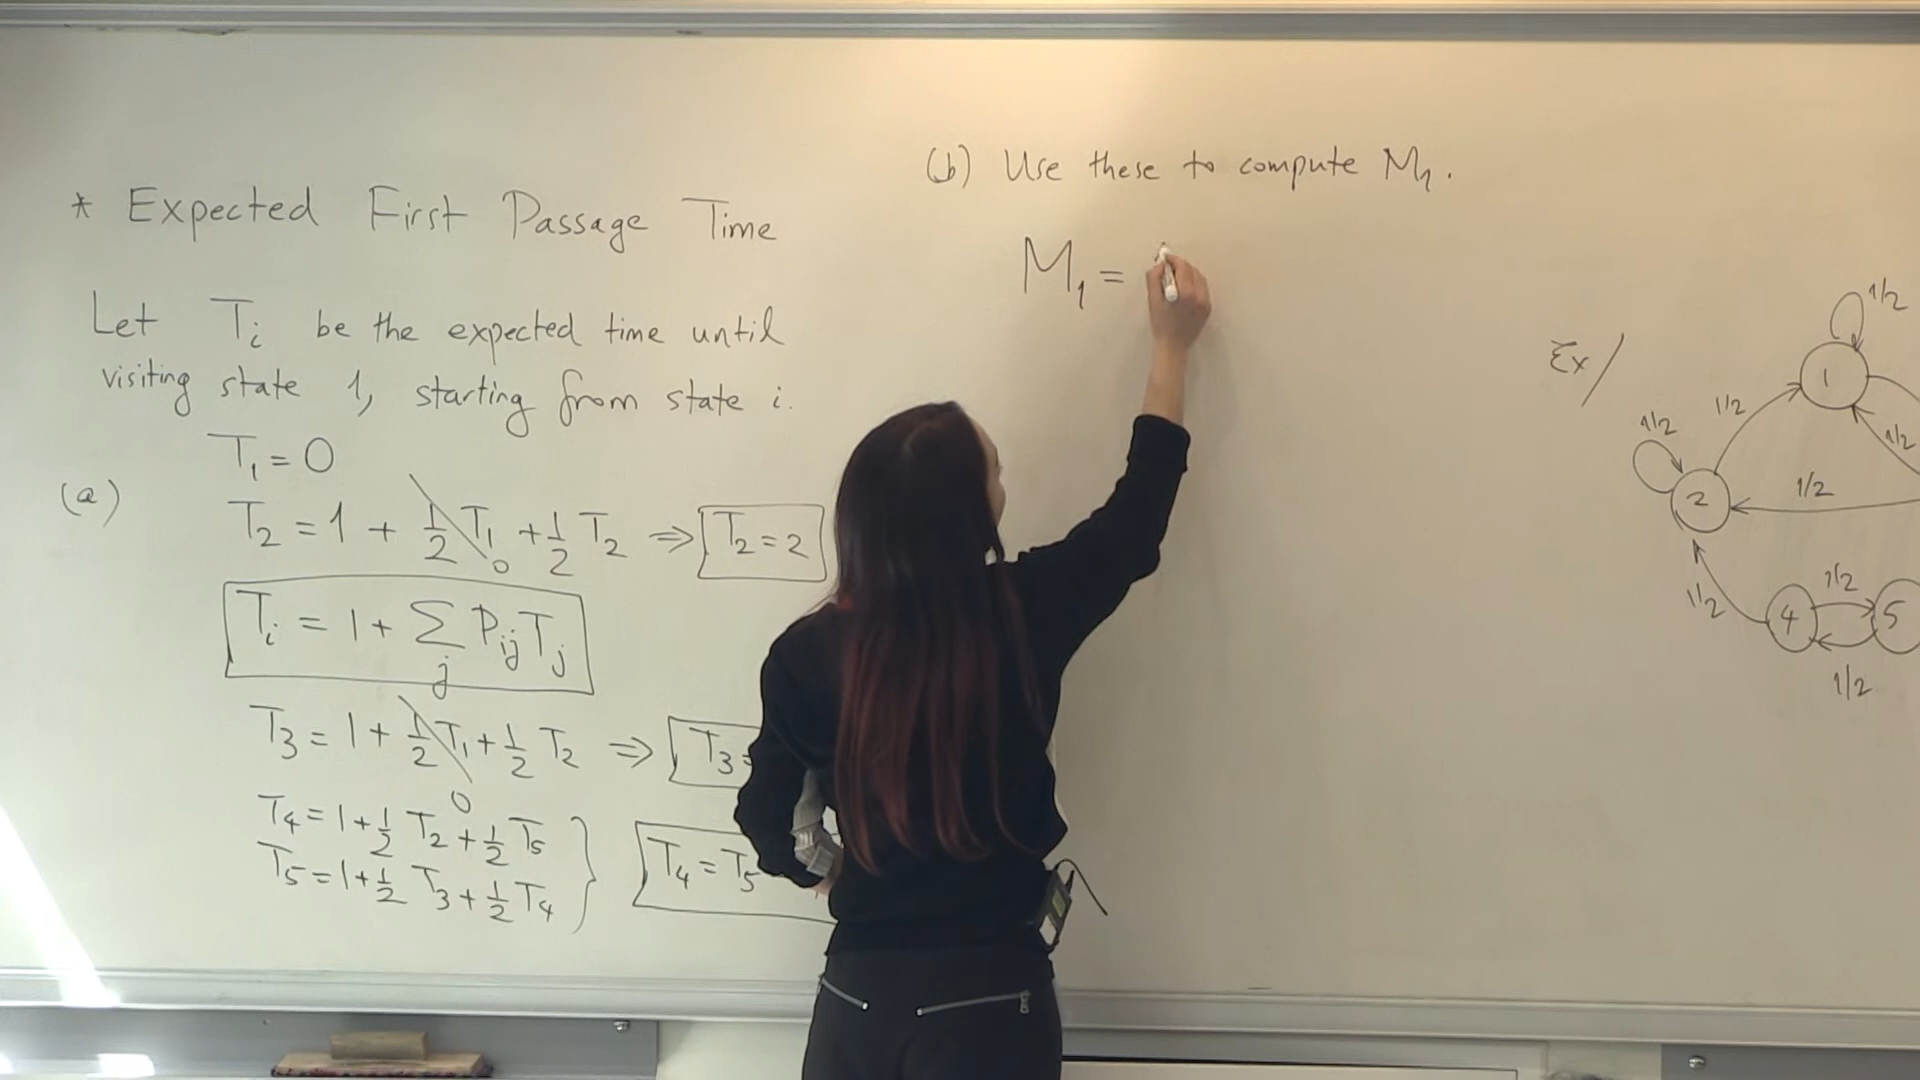 * Expected First Passage Time
Let Tᵢ be the expected time until
visiting state 1, starting from state i.
T₁ = 0
(a)
T₂ = 1 + 1/2 T₁ 0 + 1/2 T₂ ⇒ T₂ = 2
Tᵢ = 1 + Σⱼ Pᵢⱼ Tⱼ
T₃ = 1 + 1/2 T₁ 0 + 1/2 T₂ ⇒ T₃ =
T₄ = 1 + 1/2 T₂ + 1/2 T₅
T₅ = 1 + 1/2 T₃ + 1/2 T₄
} T₄ = T₅
(b) Use these to compute M₁.
M₁ =
Ex/
1/2
1
1/2
1/2
1/2
2
1/2
1/2
1/2
4
5
1/2